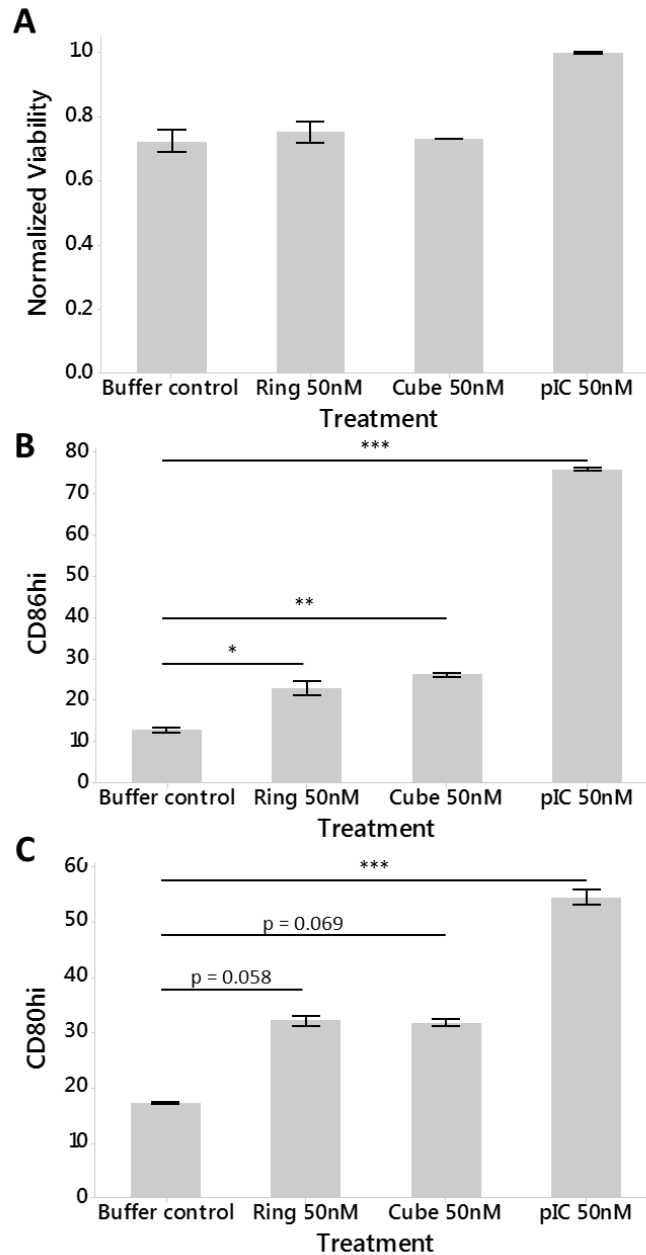 A
Normalized Viability
1.0
0.8
0.6
0.4
0.2
0.0
Buffer control Ring 50nM Cube 50nM pIC 50nM
Treatment
B
CD86hi
80
70
60
50
40
30
20
10
0
***
**
*
Buffer control Ring 50nM Cube 50nM pIC 50nM
Treatment
C
CD80hi
60
50
40
30
20
10
0
***
p = 0.069
p = 0.058
Buffer control Ring 50nM Cube 50nM pIC 50nM
Treatment